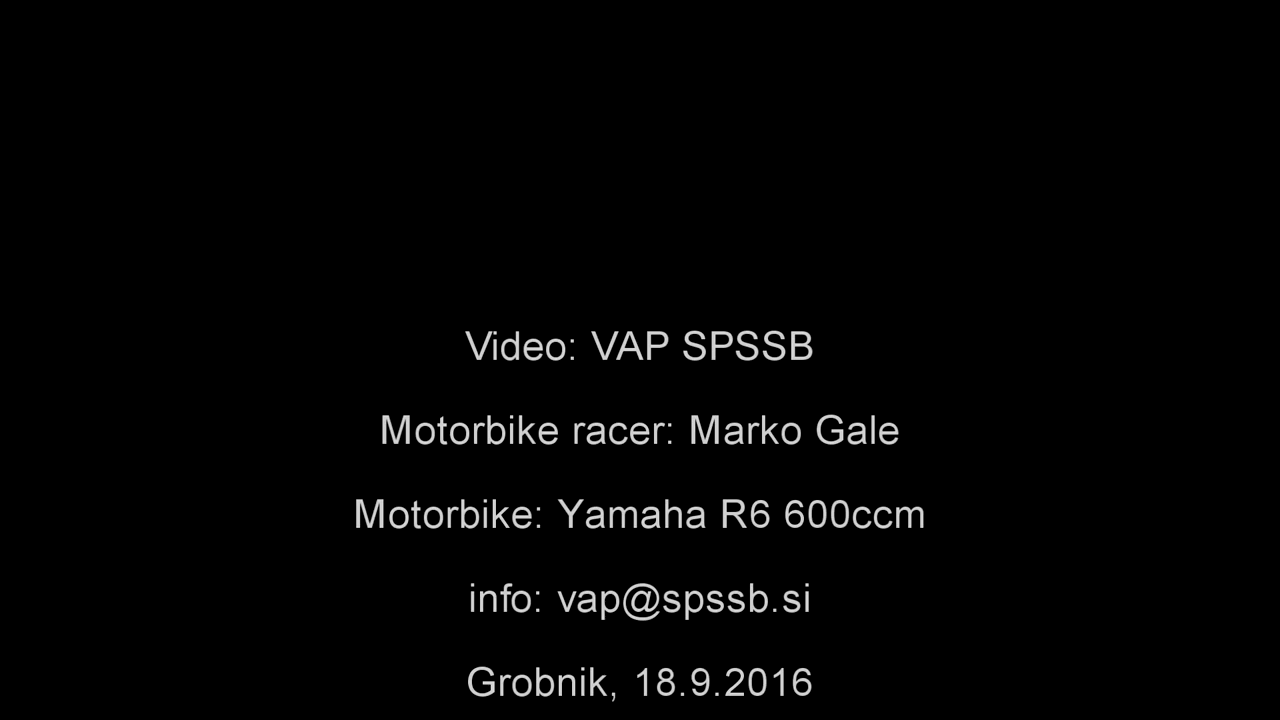 Video: VAP SPSSB
Motorbike racer: Marko Gale
Motorbike: Yamaha R6 600ccm
info: vap@spssb.si
Grobnik, 18.9.2016